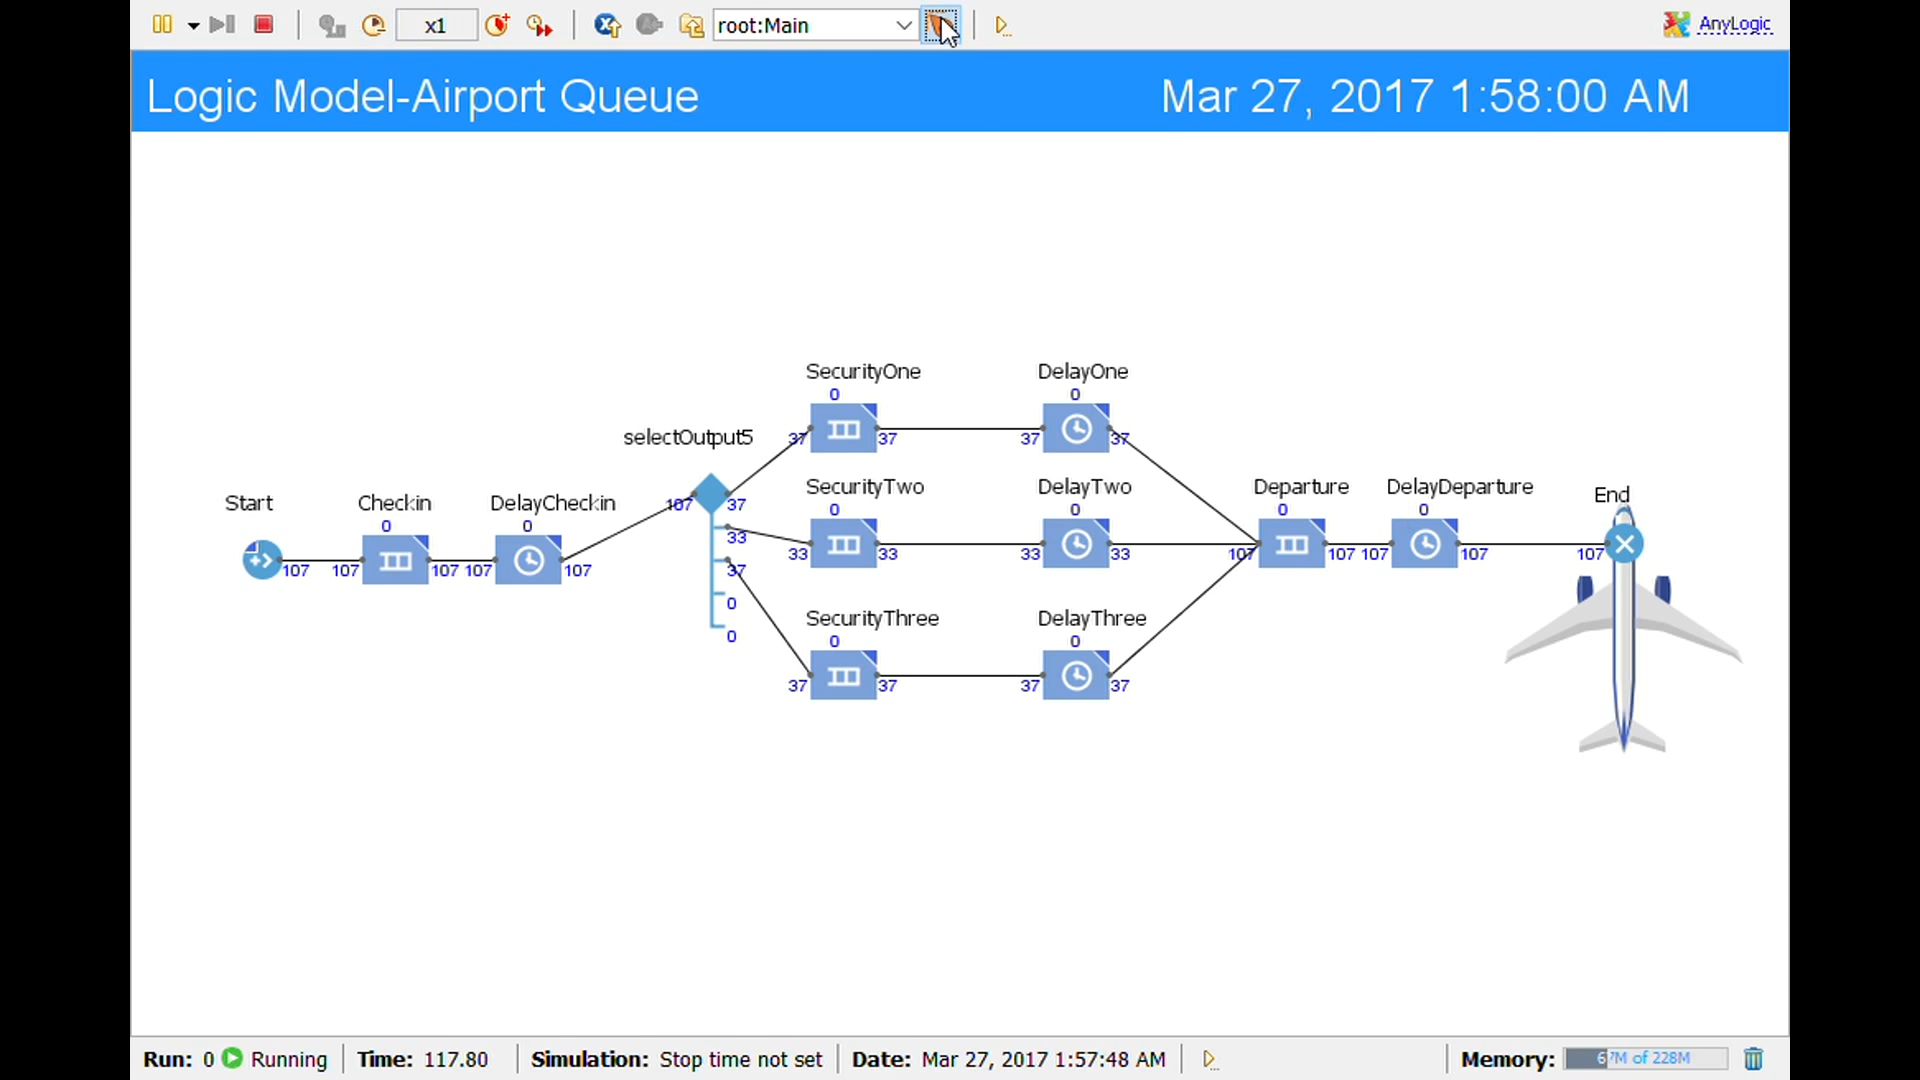 x1 root:Main AnyLogic
Logic Model-Airport Queue Mar 27, 2017 1:58:00 AM
SecurityOne DelayOne
0 0
37 37 37 37
selectOutput5
SecurityTwo DelayTwo Departure DelayDeparture End
0 0 0 0
Start Checkin DelayCheckin 107 37
0 0
33 33 33 33 33 107 107 107 107 107
107 107 107 107 107 37
0
SecurityThree DelayThree
0 0 0
37 37 37 37
Run: 0 Running Time: 117.80 Simulation: Stop time not set Date: Mar 27, 2017 1:57:48 AM Memory: 67M of 228M